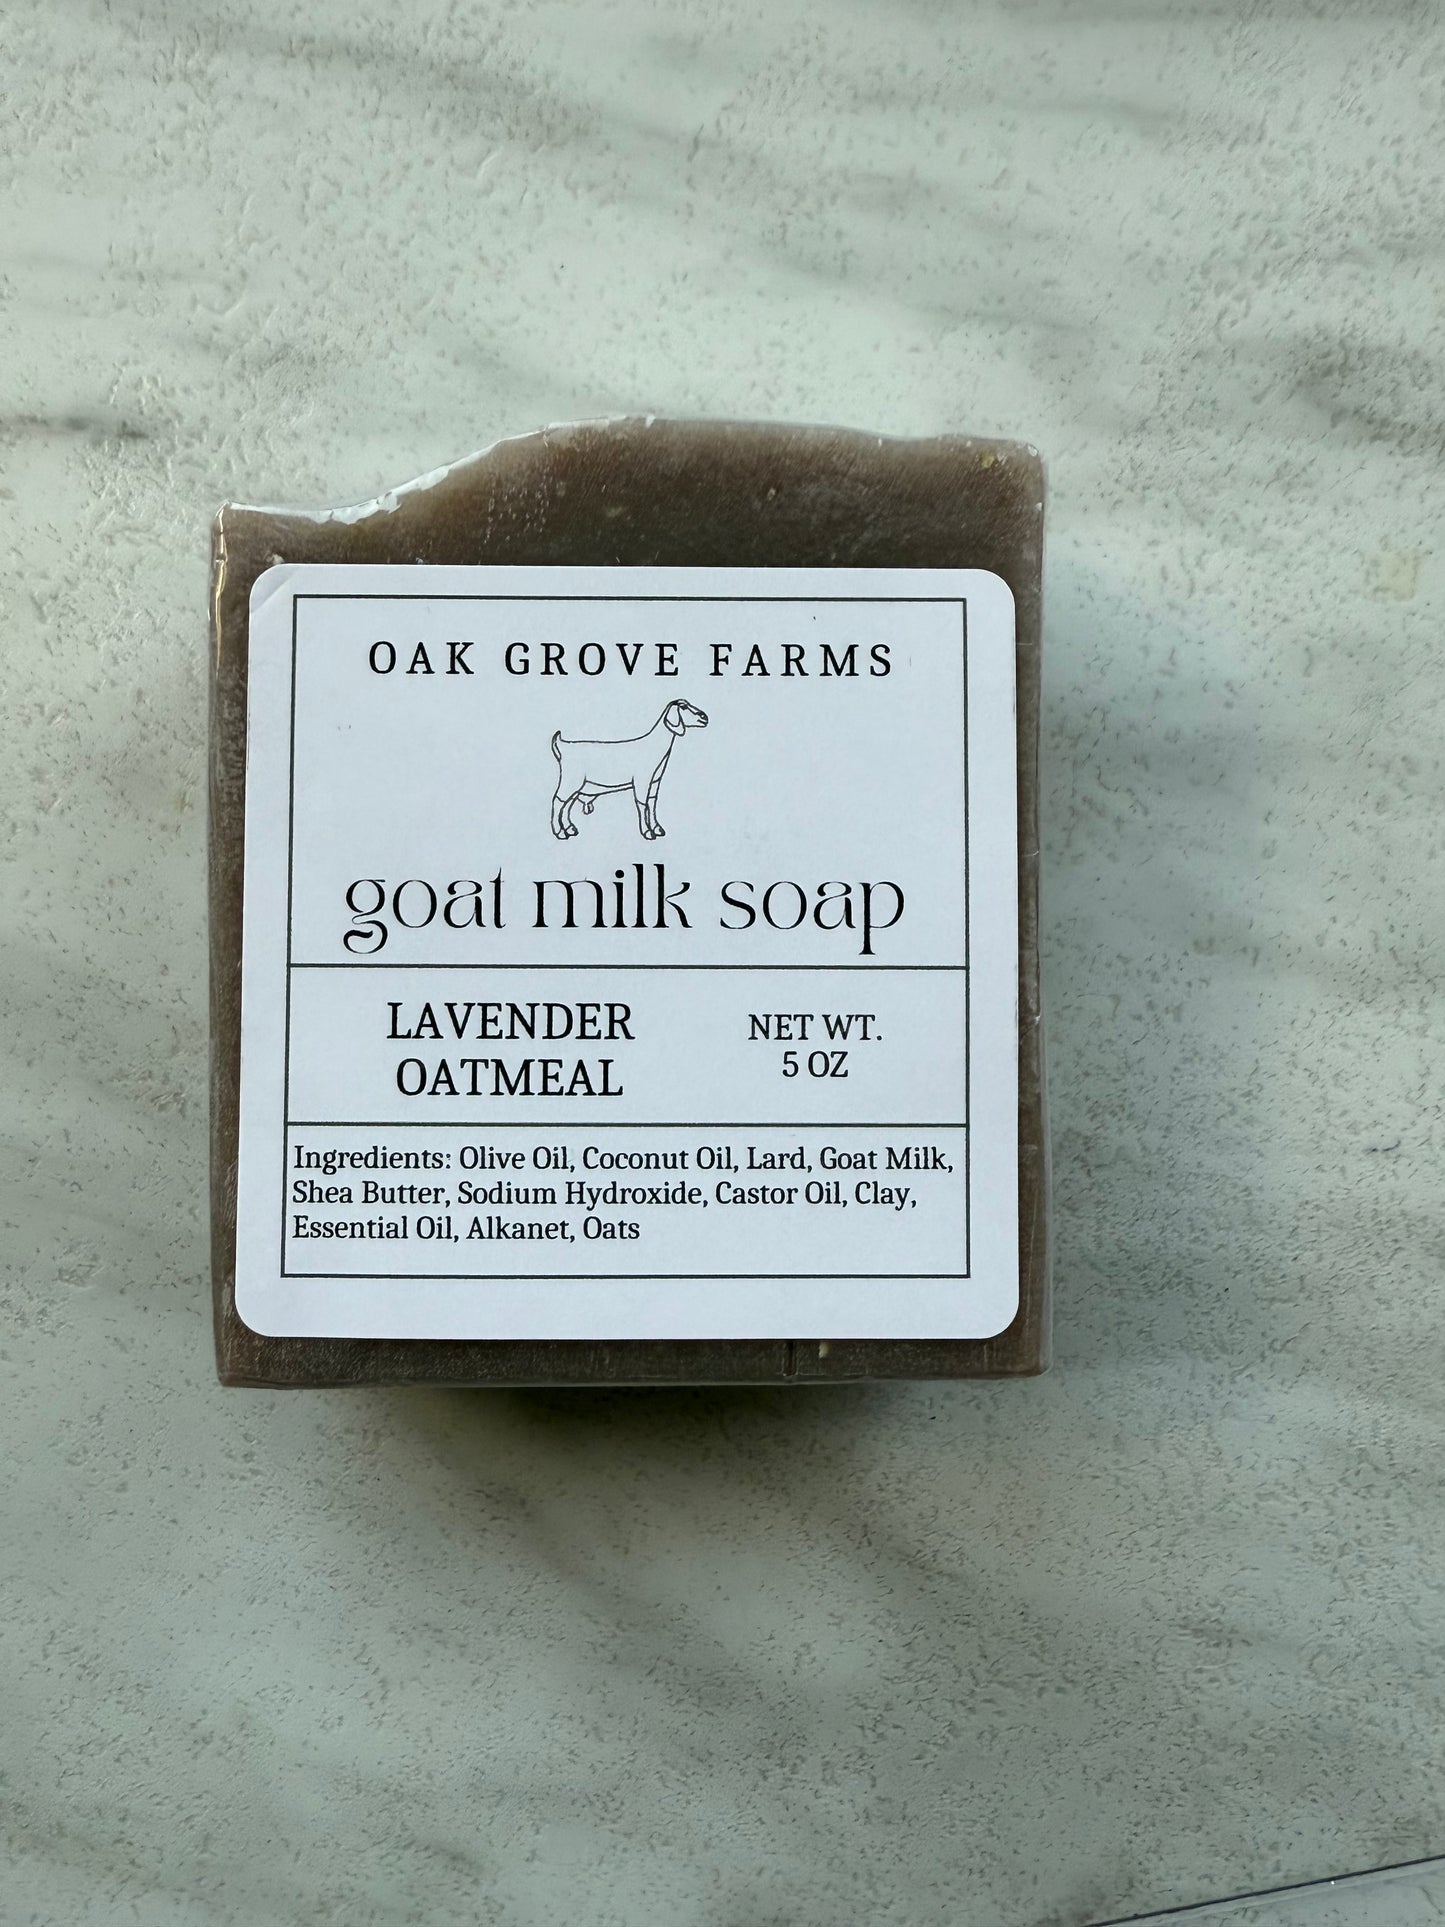 OAK GROVE FARMS
goat milk soap
LAVENDER
OATMEAL
NET WT.
5 OZ
Ingredients: Olive Oil, Coconut Oil, Lard, Goat Milk,
Shea Butter, Sodium Hydroxide, Castor Oil, Clay,
Essential Oil, Alkanet, Oats